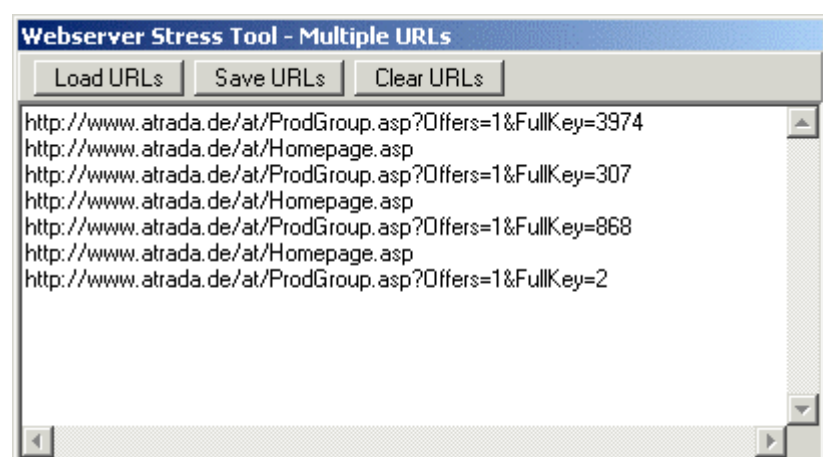 Webserver Stress Tool - Multiple URLs
Load URLs Save URLs Clear URLs
http://www.atrada.de/at/ProdGroup.asp?Offers=1&FullKey=3974
http://www.atrada.de/at/Homepage.asp
http://www.atrada.de/at/ProdGroup.asp?Offers=1&FullKey=307
http://www.atrada.de/at/Homepage.asp
http://www.atrada.de/at/ProdGroup.asp?Offers=1&FullKey=868
http://www.atrada.de/at/Homepage.asp
http://www.atrada.de/at/ProdGroup.asp?Offers=1&FullKey=2